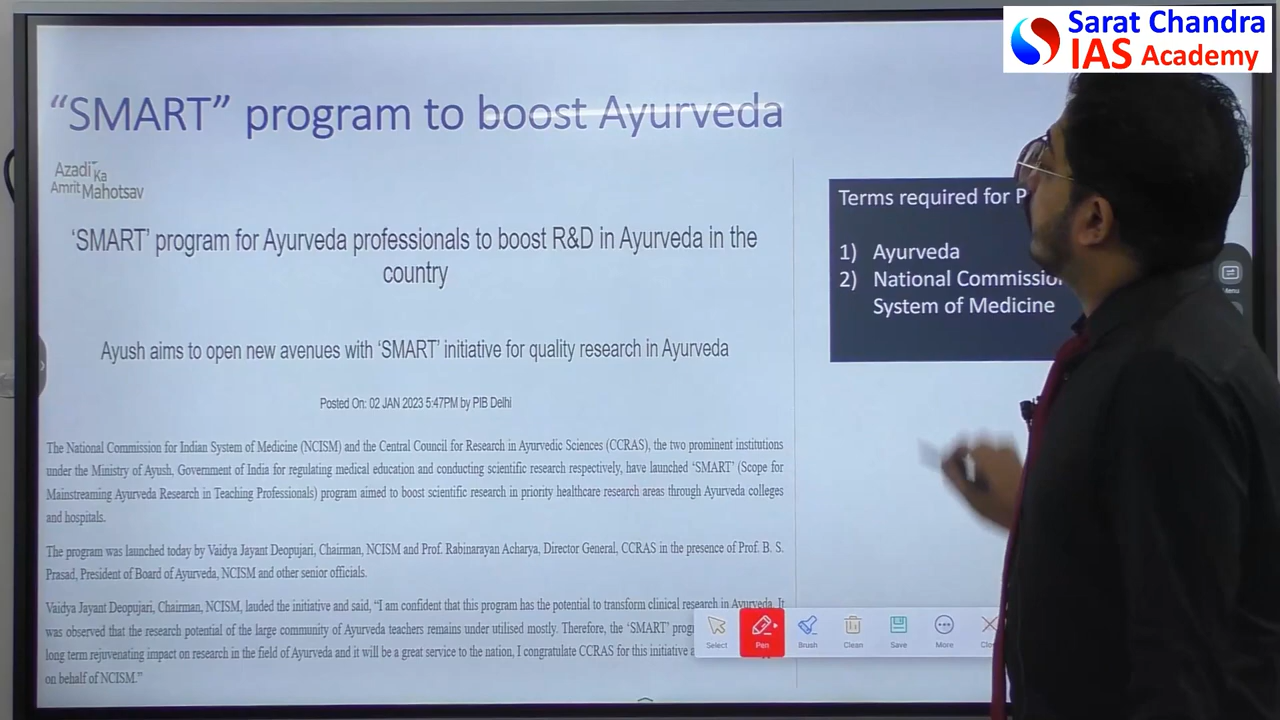 Sarat Chandra
IAS Academy
“SMART” program to boost Ayurveda
Azadi Ka
Amrit Mahotsav
‘SMART’ program for Ayurveda professionals to boost R&D in Ayurveda in the
country
Ayush aims to open new avenues with ‘SMART’ initiative for quality research in Ayurveda
Posted On: 02 JAN 2023 5:47PM by PIB Delhi
The National Commission for Indian System of Medicine (NCISM) and the Central Council for Research in Ayurvedic Sciences (CCRAS), the two prominent institutions
under the Ministry of Ayush, Government of India for regulating medical education and conducting scientific research respectively, have launched ‘SMART’ (Scope for
Mainstreaming Ayurveda Research in Teaching Professionals) program aimed to boost scientific research in priority healthcare research areas through Ayurveda colleges
and hospitals.
The program was launched today by Vaidya Jayant Deopujari, Chairman, NCISM and Prof. Rabinarayan Acharya, Director General, CCRAS in the presence of Prof. B. S.
Prasad, President of Board of Ayurveda, NCISM and other senior officials.
Vaidya Jayant Deopujari, Chairman, NCISM, lauded the initiative and said, “I am confident that this program has the potential to transform clinical research in Ayurveda. It
was observed that the research potential of the large community of Ayurveda teachers remains under utilised mostly. Therefore, the ‘SMART’
long term rejuvenating impact on research in the field of Ayurveda and it will be a great service to the nation, I congratulate CCRAS for this initiative
on behalf of NCISM.”
Terms required for
1) Ayurveda
2) National
System of Medicine
Menu
Select
Pen
Brush
Clean
Save
More